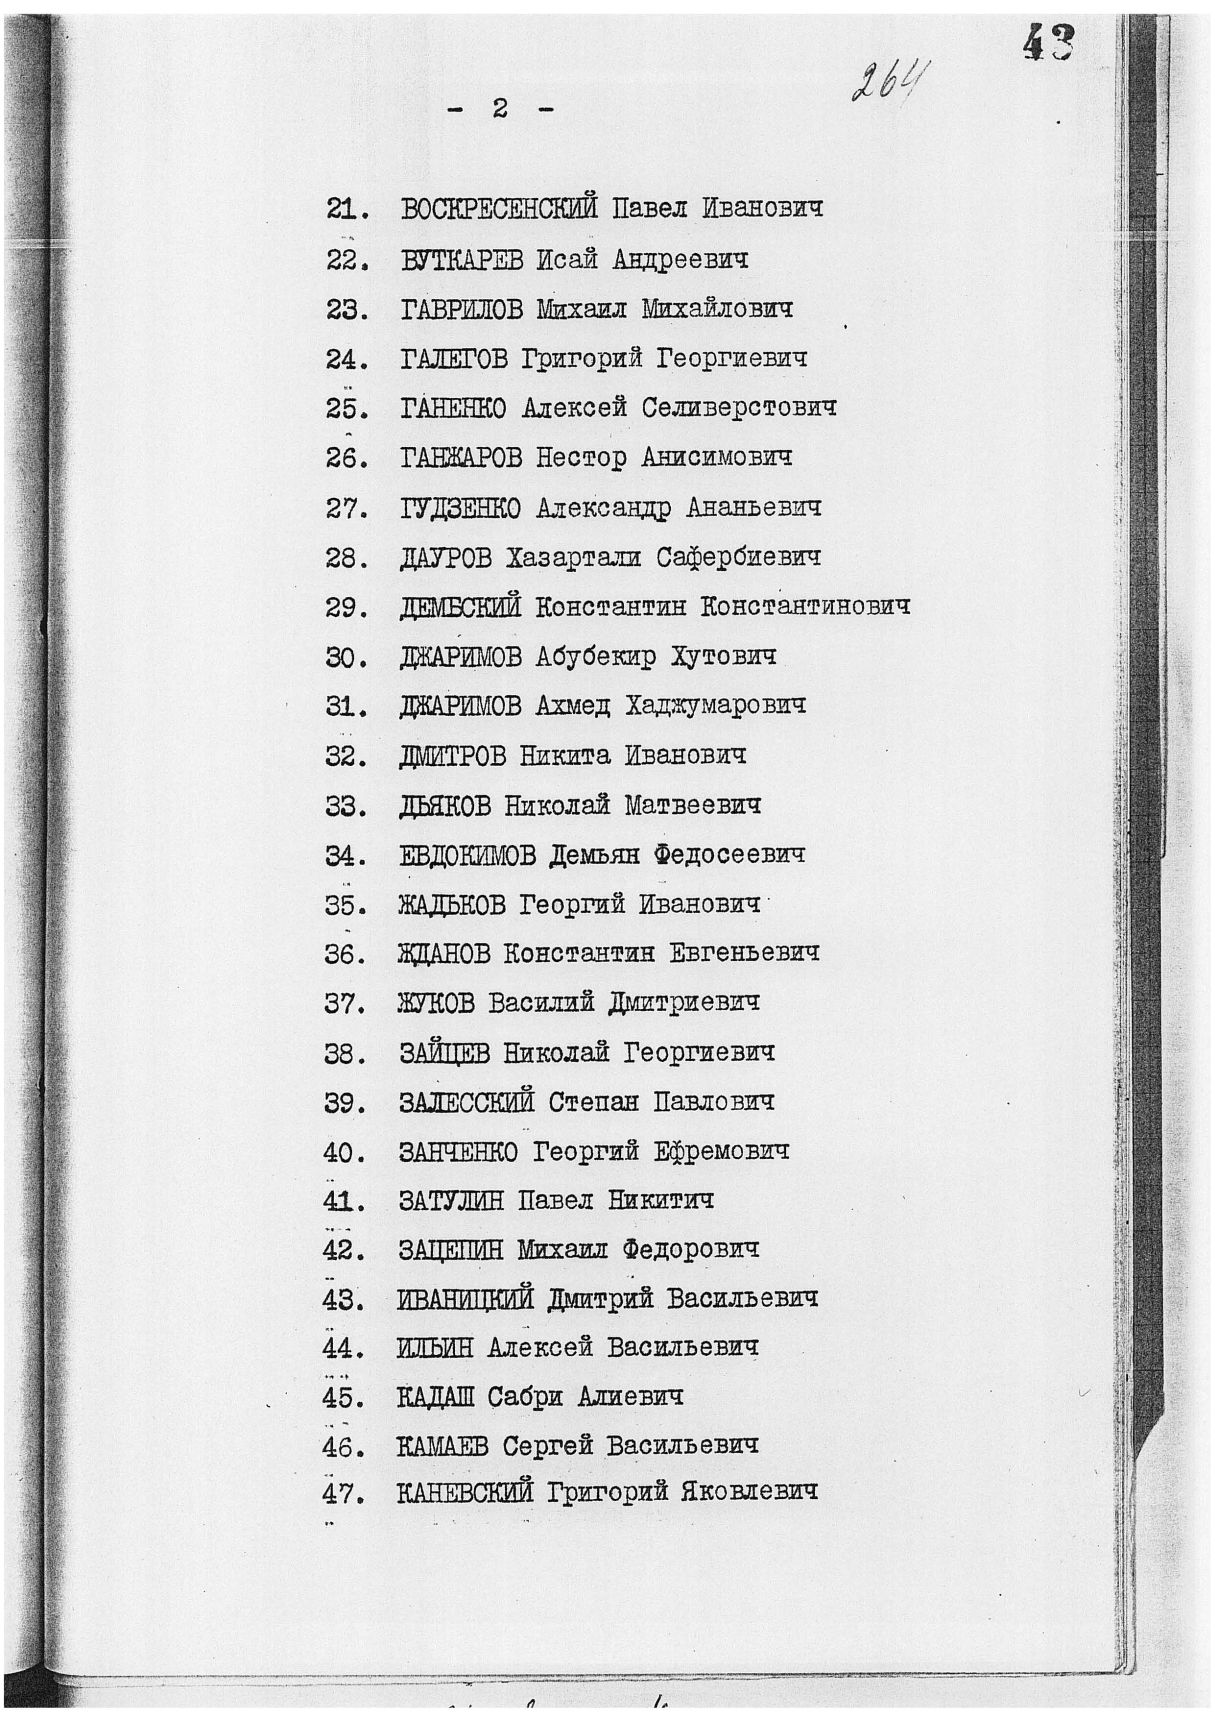 43
264
- 2 -
21. ВОСКРЕСЕНСКИЙ Павел Иванович
22. ВУТКАРЕВ Исай Андреевич
23. ГАВРИЛОВ Михаил Михайлович
24. ГАЛЕГОВ Григорий Георгиевич
25. ГАНЕНКО Алексей Селиверстович
26. ГАНЖАРОВ Нестор Анисимович
27. ГУДЗЕНКО Александр Ананьевич
28. ДАУРОВ Хазартали Сафербиевич
29. ДЕМБСКИЙ Константин Константинович
30. ДЖАРИМОВ Абубекир Хутович
31. ДЖАРИМОВ Ахмед Хаджумарович
32. ДМИТРОВ Никита Иванович
33. ДЬЯКОВ Николай Матвеевич
34. ЕВДОКИМОВ Демьян Федосеевич
35. ЖАДЬКОВ Георгий Иванович
36. ЖДАНОВ Константин Евгеньевич
37. ЖУКОВ Василий Дмитриевич
38. ЗАЙЦЕВ Николай Георгиевич
39. ЗАЛЕССКИЙ Степан Павлович
40. ЗАНЧЕНКО Георгий Ефремович
41. ЗАТУЛИН Павел Никитич
42. ЗАЦЕПИН Михаил Федорович
43. ИВАНИЦКИЙ Дмитрий Васильевич
44. ИЛЬИН Алексей Васильевич
45. КАДАШ Сабри Алиевич
46. КАМАЕВ Сергей Васильевич
47. КАНЕВСКИЙ Григорий Яковлевич